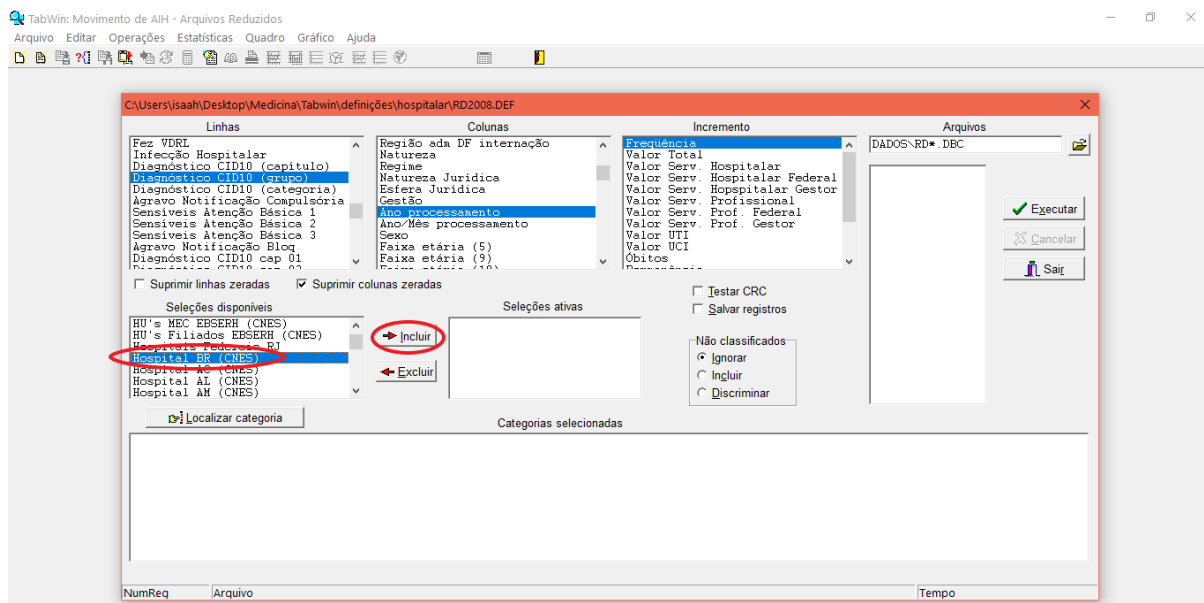 TabWin: Movimento de AIH - Arquivos Reduzidos
Arquivo Editar Operações Estatísticas Quadro Gráfico Ajuda
C:\Users\isaah\Desktop\Medicina\Tabwin\definições\hospitalar\RD2008.DEF
Linhas
Fez VDRL
Infecção Hospitalar
Diagnóstico CID10 (capítulo)
Diagnóstico CID10 (grupo)
Diagnóstico CID10 (categoria)
Agravo Notificação Compulsória
Sensíveis Atenção Básica 1
Sensíveis Atenção Básica 2
Sensíveis Atenção Básica 3
Agravo Notificação Bloq
Diagnóstico CID10 cap 01
Colunas
Região adm DF internação
Natureza
Regime
Natureza Jurídica
Esfera Jurídica
Gestão
Ano processamento
Ano/Mês processamento
Sexo
Faixa etária (5)
Faixa etária (9)
Incremento
Freqüência
Valor Total
Valor Serv. Hospitalar
Valor Serv. Hospitalar Federal
Valor Serv. Hopspitalar Gestor
Valor Serv. Profissional
Valor Serv. Prof. Federal
Valor Serv. Prof. Gestor
Valor UTI
Valor UCI
Óbitos
Arquivos
DADOS\RD*.DBC
Executar
Cancelar
Sair
Suprimir linhas zeradas
Suprimir colunas zeradas
Testar CRC
Salvar registros
Seleções disponíveis
HU's MEC EBSERH (CNES)
HU's Filiados EBSERH (CNES)
Hospitais Federais RJ
Hospital BR (CNES)
Hospital AC (CNES)
Hospital AL (CNES)
Hospital AM (CNES)
Incluir
Excluir
Seleções ativas
Não classificados
Ignorar
Incluir
Discriminar
Localizar categoria
Categorias selecionadas
NumReg Arquivo Tempo